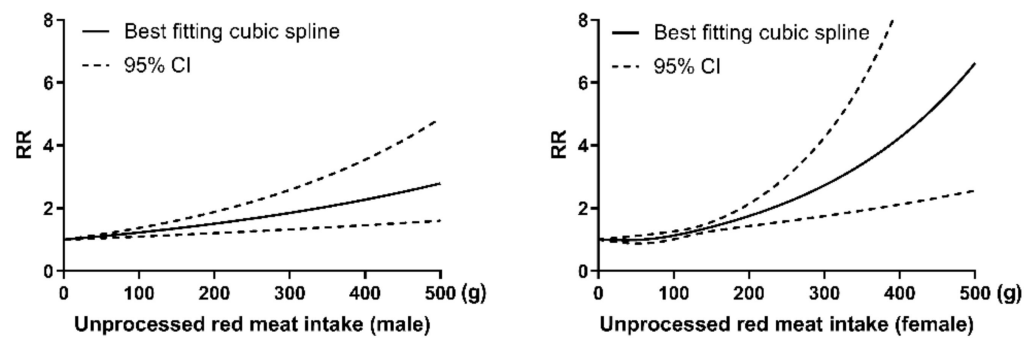 8
6
4
2
0
RR
Best fitting cubic spline
95% CI
0 100 200 300 400 500 (g)
Unprocessed red meat intake (male)
8
6
4
2
0
RR
Best fitting cubic spline
95% CI
0 100 200 300 400 500 (g)
Unprocessed red meat intake (female)